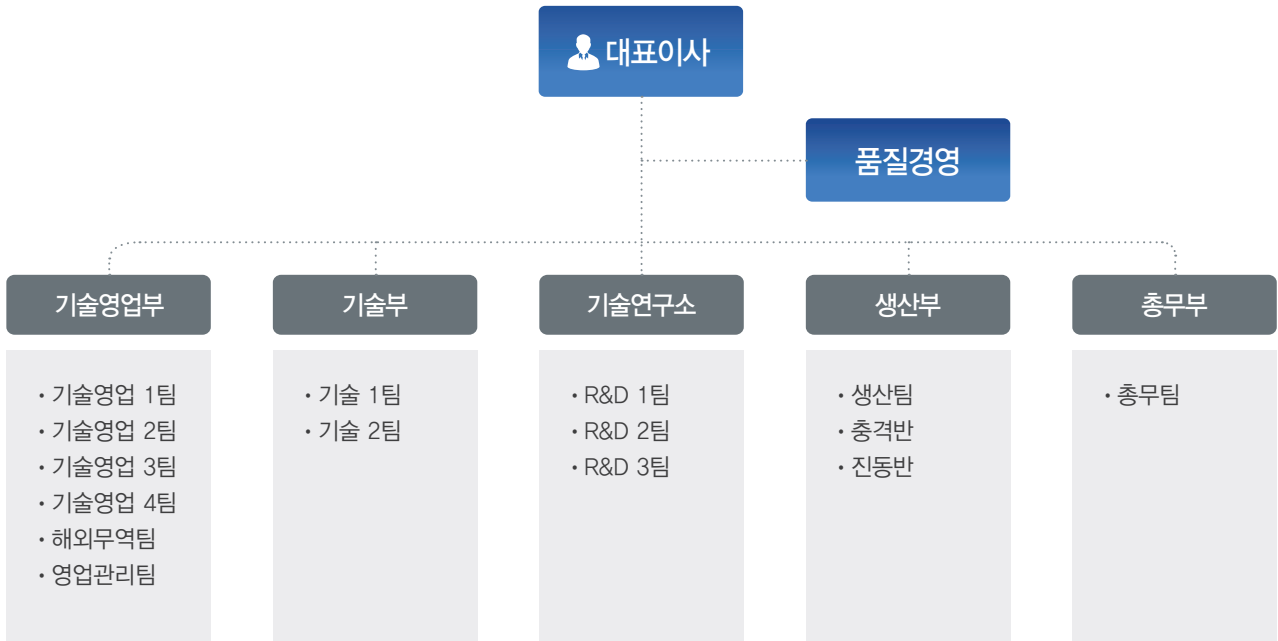 대표이사
품질경영
기술영업부
· 기술영업 1팀
· 기술영업 2팀
· 기술영업 3팀
· 기술영업 4팀
· 해외무역팀
· 영업관리팀
기술부
· 기술 1팀
· 기술 2팀
기술연구소
· R&D 1팀
· R&D 2팀
· R&D 3팀
생산부
· 생산팀
· 충격반
· 진동반
총무부
· 총무팀